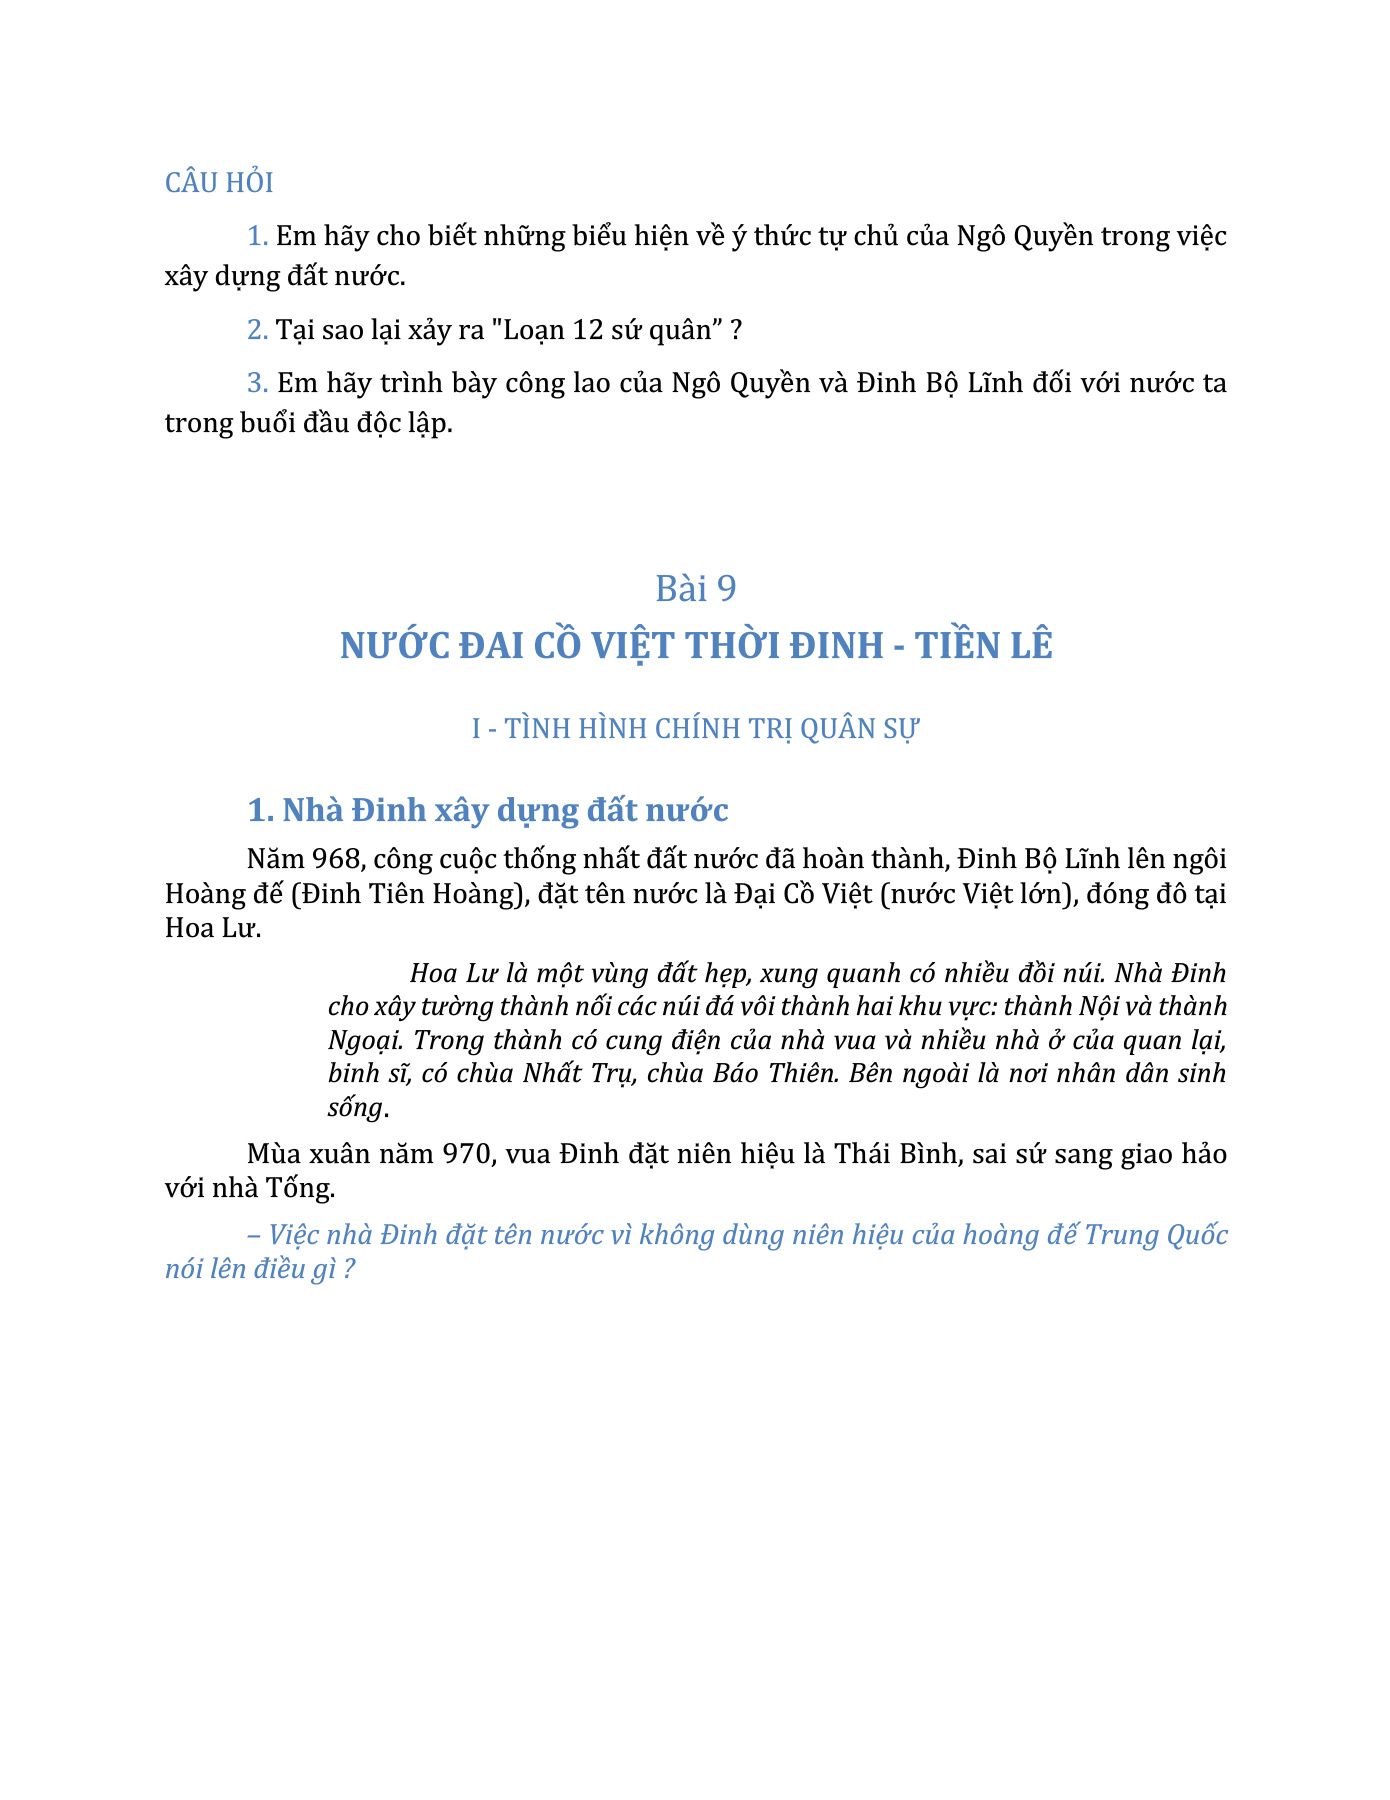 CÂU HỎI
1. Em hãy cho biết những biểu hiện về ý thức tự chủ của Ngô Quyền trong việc
xây dựng đất nước.
2. Tại sao lại xảy ra "Loạn 12 sứ quân” ?
3. Em hãy trình bày công lao của Ngô Quyền và Đinh Bộ Lĩnh đối với nước ta
trong buổi đầu độc lập.
Bài 9
NƯỚC ĐAI CỒ VIỆT THỜI ĐINH - TIỀN LÊ
I - TÌNH HÌNH CHÍNH TRỊ QUÂN SỰ
1. Nhà Đinh xây dựng đất nước
Năm 968, công cuộc thống nhất đất nước đã hoàn thành, Đinh Bộ Lĩnh lên ngôi
Hoàng đế (Đinh Tiên Hoàng), đặt tên nước là Đại Cồ Việt (nước Việt lớn), đóng đô tại
Hoa Lư.
Hoa Lư là một vùng đất hẹp, xung quanh có nhiều đồi núi. Nhà Đinh
cho xây tường thành nối các núi đá vôi thành hai khu vực: thành Nội và thành
Ngoại. Trong thành có cung điện của nhà vua và nhiều nhà ở của quan lại,
binh sĩ, có chùa Nhất Trụ, chùa Báo Thiên. Bên ngoài là nơi nhân dân sinh
sống.
Mùa xuân năm 970, vua Đinh đặt niên hiệu là Thái Bình, sai sứ sang giao hảo
với nhà Tống.
– Việc nhà Đinh đặt tên nước vì không dùng niên hiệu của hoàng đế Trung Quốc
nói lên điều gì ?